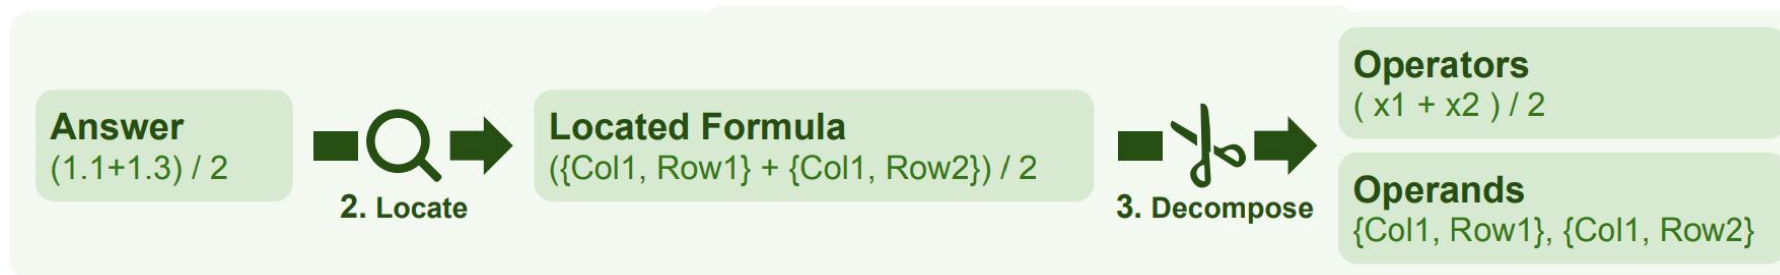 Answer
(1.1+1.3) / 2
2. Locate
Located Formula
({Col1, Row1} + {Col1, Row2}) / 2
3. Decompose
Operators
( x1 + x2 ) / 2
Operands
{Col1, Row1}, {Col1, Row2}